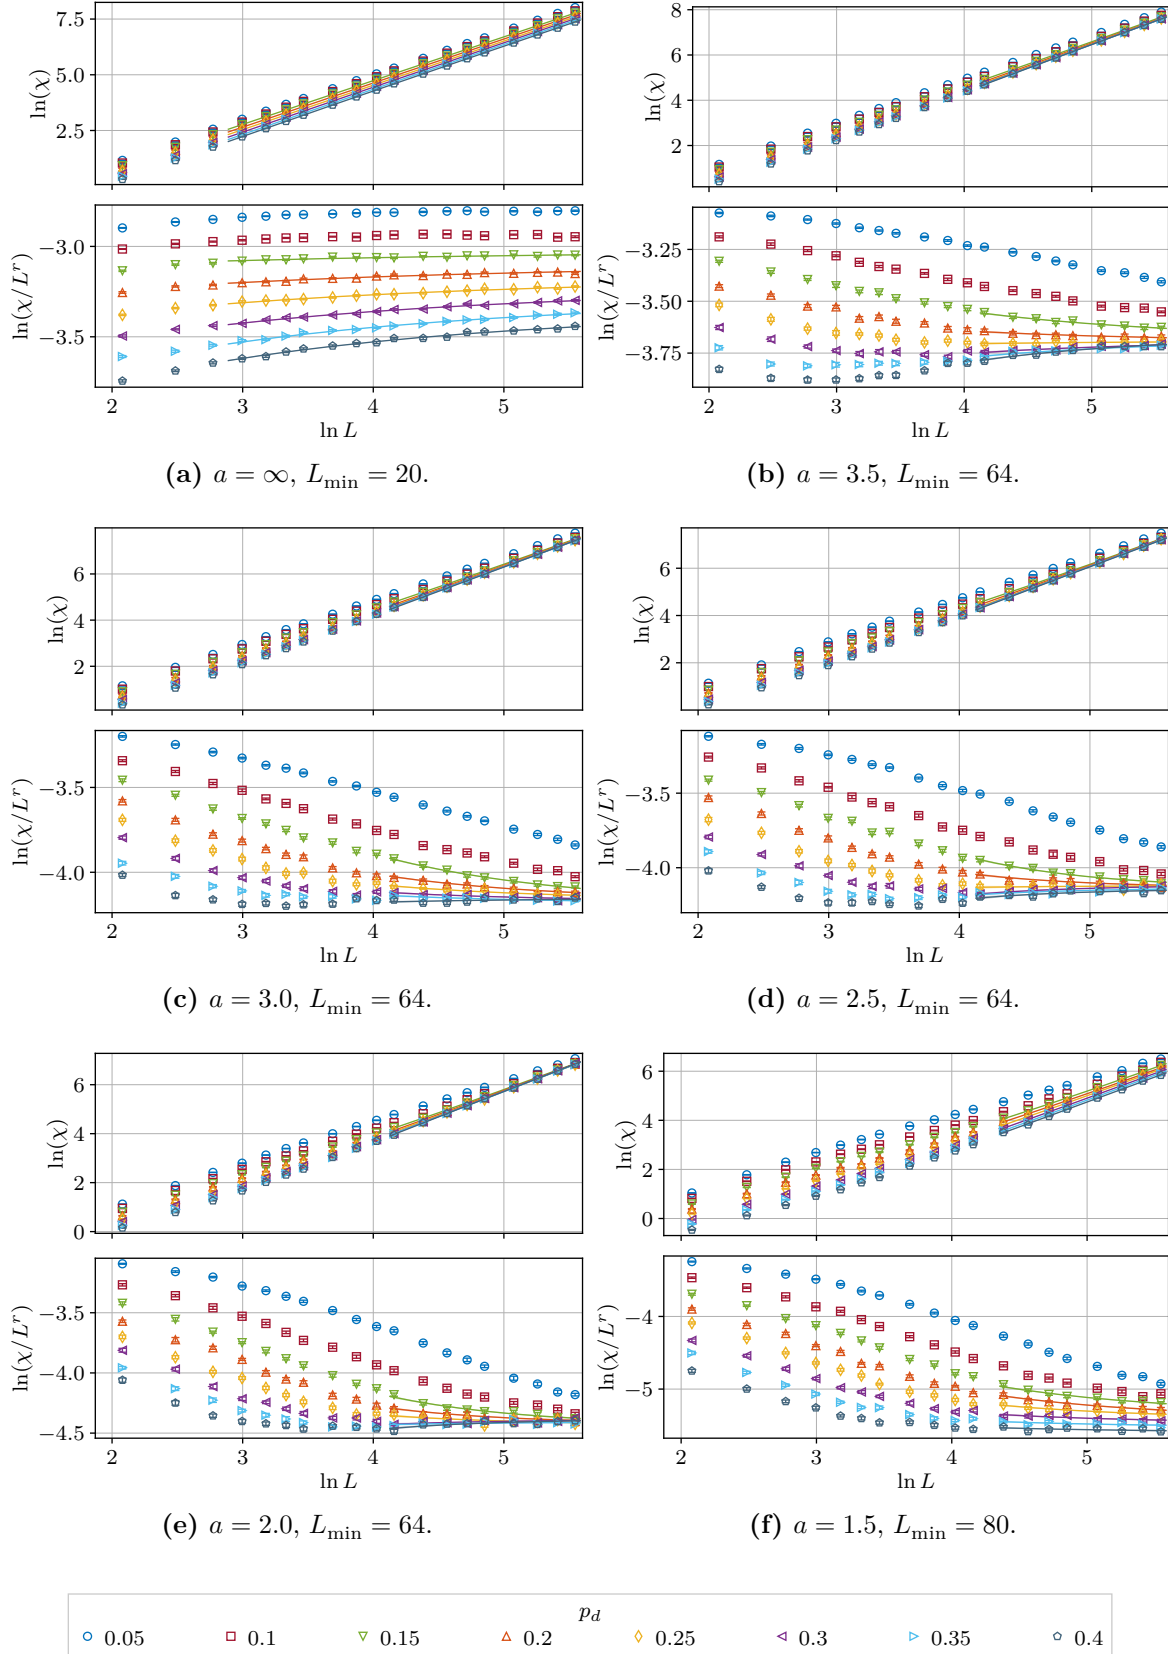 7.5
5.0
2.5
ln(χ)
−3.0
−3.5
ln(χ/L^r)
2 3 4 5
ln L
(a) a = ∞, L_min = 20.
8
6
4
2
ln(χ)
−3.25
−3.50
−3.75
ln(χ/L^r)
2 3 4 5
ln L
(b) a = 3.5, L_min = 64.
6
4
2
ln(χ)
−3.5
−4.0
ln(χ/L^r)
2 3 4 5
ln L
(c) a = 3.0, L_min = 64.
6
4
2
ln(χ)
−3.5
−4.0
ln(χ/L^r)
2 3 4 5
ln L
(d) a = 2.5, L_min = 64.
6
4
2
0
ln(χ)
−3.5
−4.0
−4.5
ln(χ/L^r)
2 3 4 5
ln L
(e) a = 2.0, L_min = 64.
6
4
2
0
ln(χ)
−4
−5
ln(χ/L^r)
2 3 4 5
ln L
(f) a = 1.5, L_min = 80.
p_d
0.05 0.1 0.15 0.2 0.25 0.3 0.35 0.4